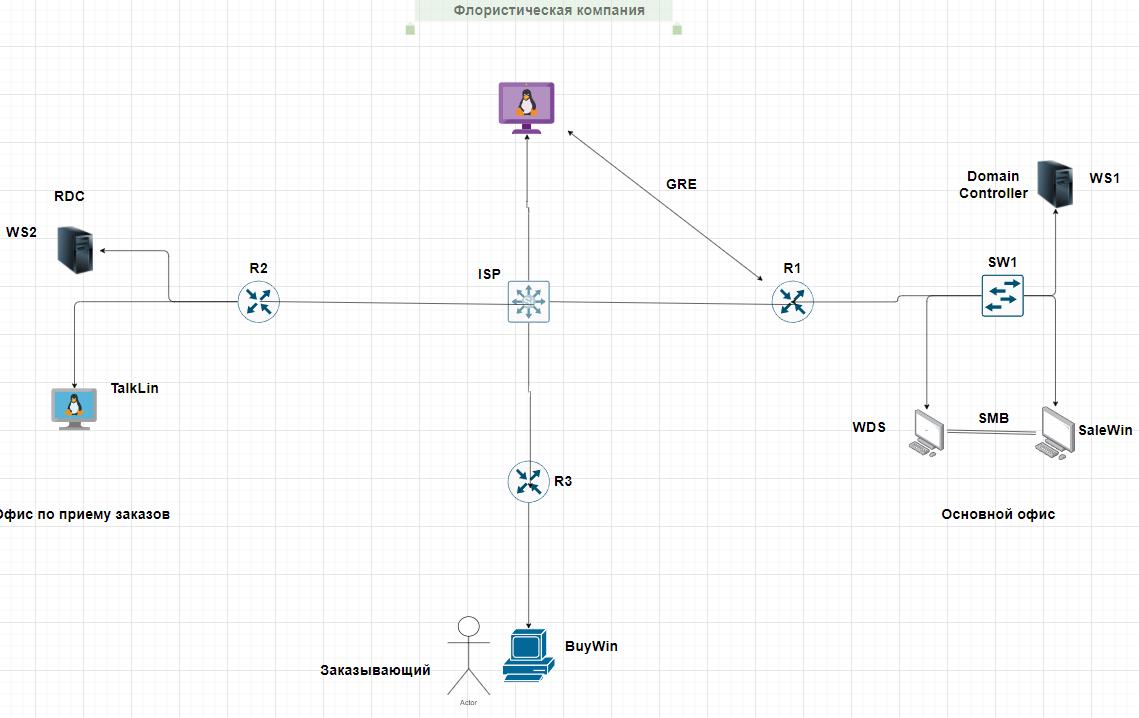 Флористическая компания
GRE
Domain
Controller
WS1
RDC
WS2
R2
ISP
R1
SW1
TalkLin
WDS
SMB
SaleWin
R3
Офис по приему заказов
Основной офис
BuyWin
Заказывающий
Actor